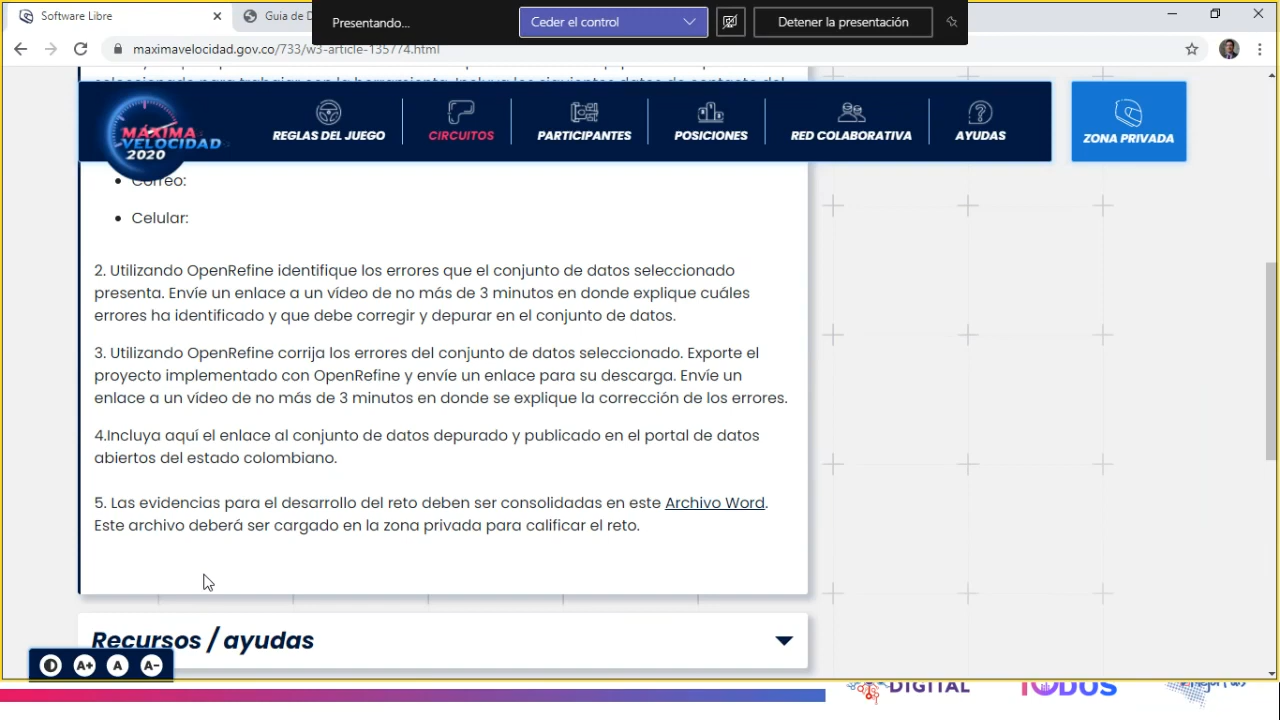 Software Libre
Guia de D
Presentando...
Ceder el control
Detener la presentación
maximavelocidad.gov.co/733/w3-article-135774.html
MÁXIMA
VELOCIDAD
2020
REGLAS DEL JUEGO
CIRCUITOS
PARTICIPANTES
POSICIONES
RED COLABORATIVA
AYUDAS
ZONA PRIVADA
Correo:
Celular:
2. Utilizando OpenRefine identifique los errores que el conjunto de datos seleccionado
presenta. Envíe un enlace a un vídeo de no más de 3 minutos en donde explique cuáles
errores ha identificado y que debe corregir y depurar en el conjunto de datos.
3. Utilizando OpenRefine corrija los errores del conjunto de datos seleccionado. Exporte el
proyecto implementado con OpenRefine y envíe un enlace para su descarga. Envíe un
enlace a un vídeo de no más de 3 minutos en donde se explique la corrección de los errores.
4.Incluya aquí el enlace al conjunto de datos depurado y publicado en el portal de datos
abiertos del estado colombiano.
5. Las evidencias para el desarrollo del reto deben ser consolidadas en este Archivo Word.
Este archivo deberá ser cargado en la zona privada para calificar el reto.
Recursos / ayudas
A+
A
A-
DIGITAL
TODOS